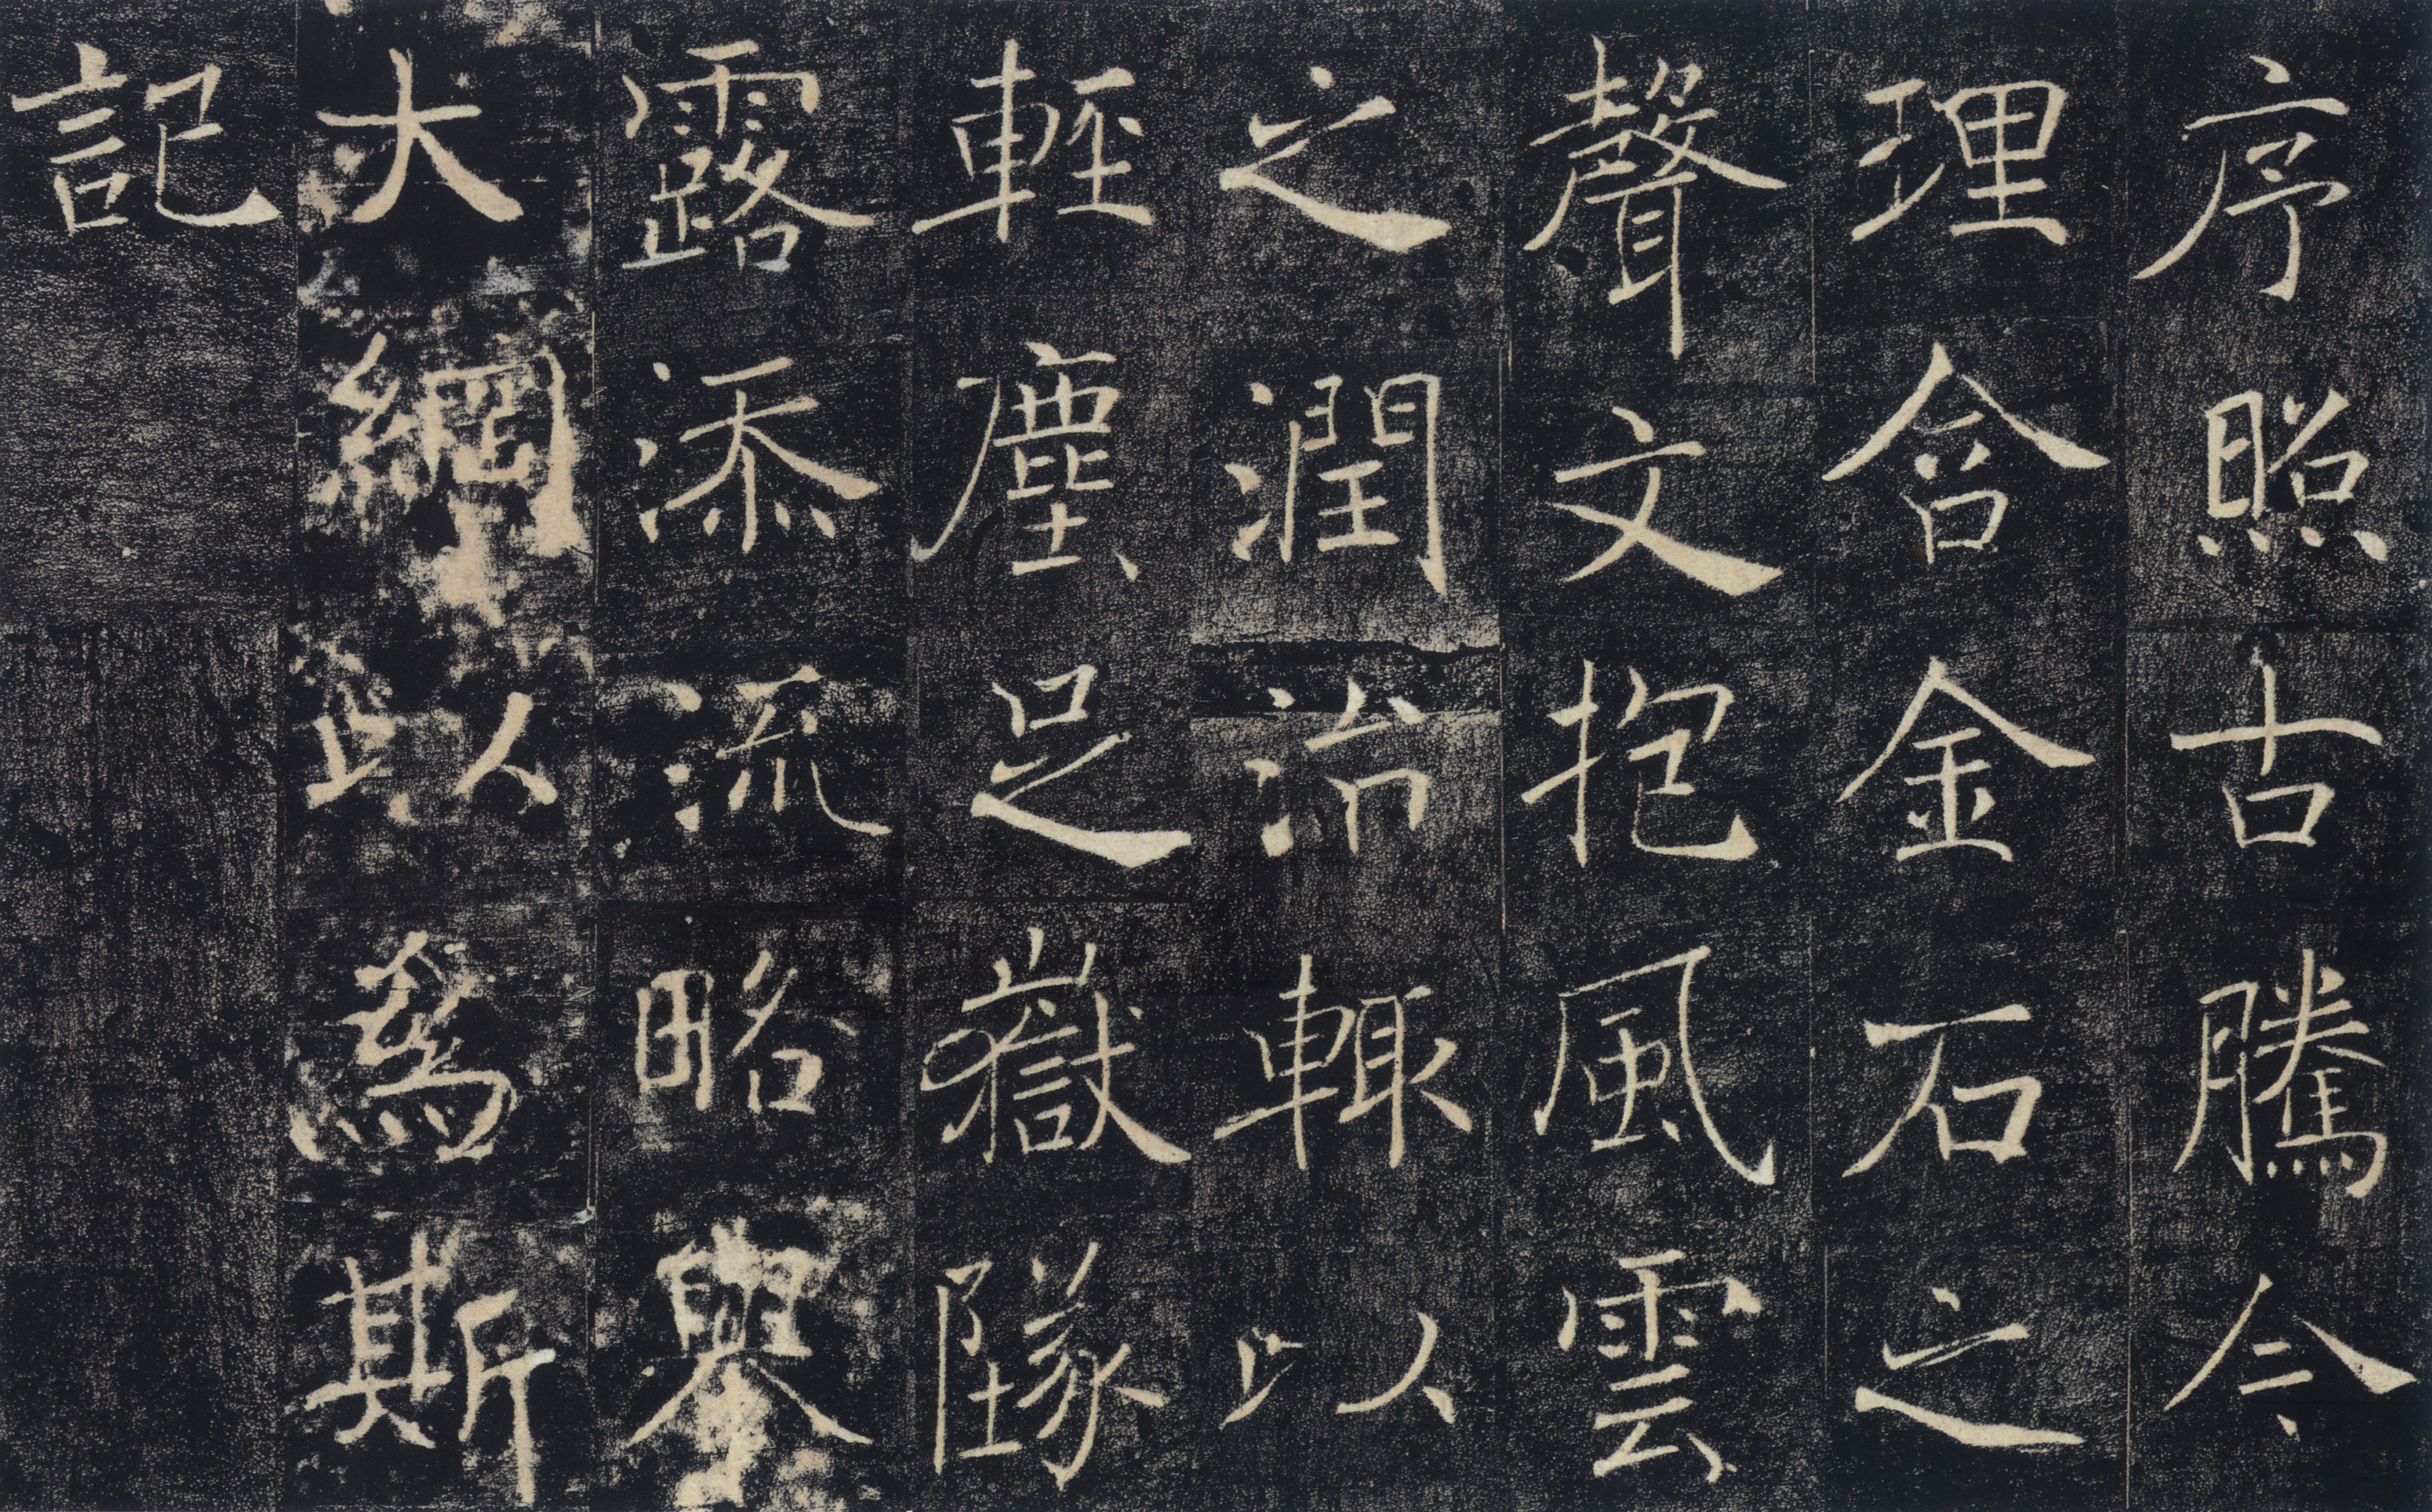 序照古騰今
理含金石之
聲文抱風雲
之潤治輙以
輕塵足嶽墜
露添流略舉
大綱以為斯
記